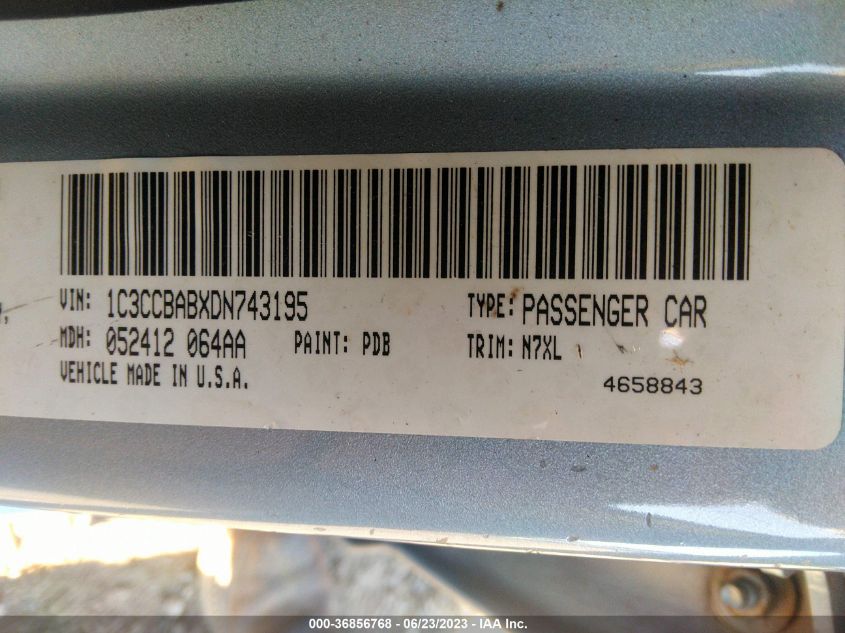 VIN: 1C3CCBABXDN743195 TYPE: PASSENGER CAR
MDH: 052412 064AA PAINT: PDB TRIM: N7XL
VEHICLE MADE IN U.S.A. 4658843
000-36856768 - 06/23/2023 - IAA Inc.